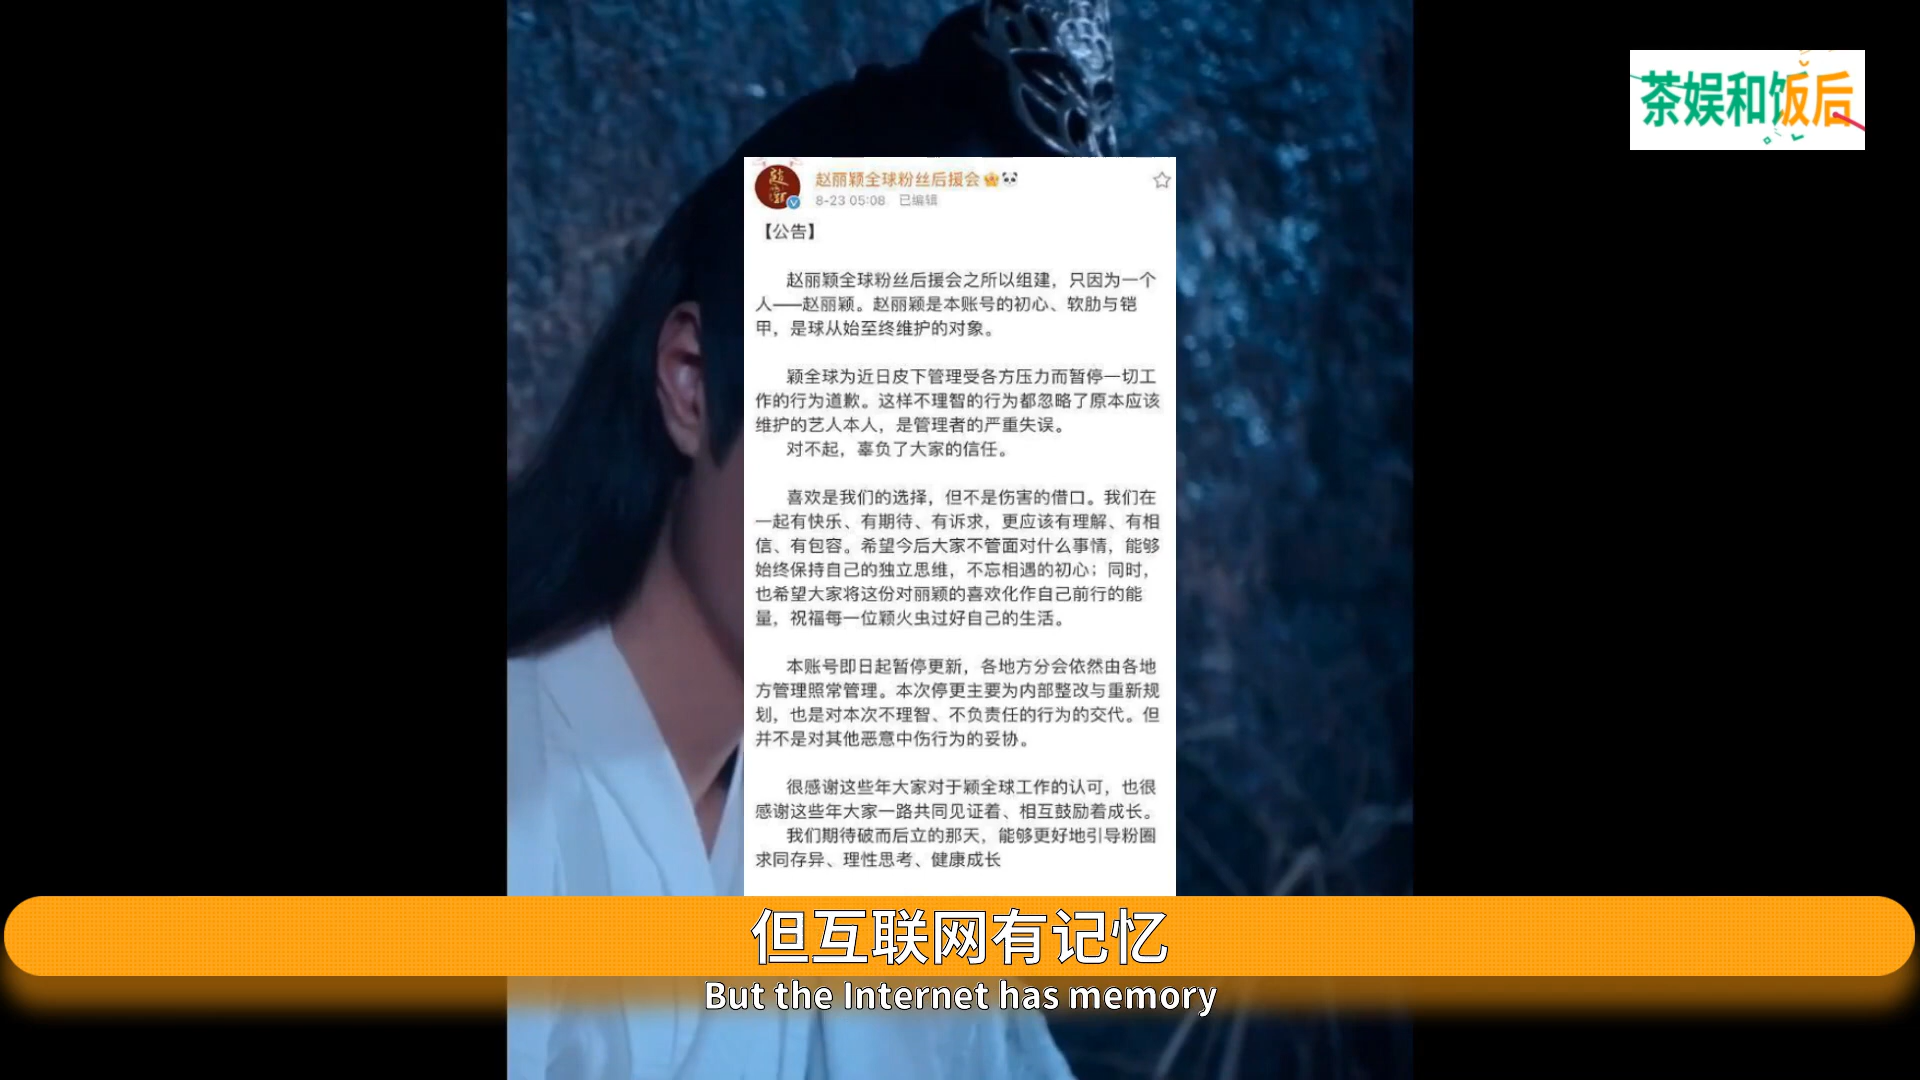 茶娱和饭后
赵丽颖全球粉丝后援会
8-23 05:08 已编辑
【公告】
赵丽颖全球粉丝后援会之所以组建，只因为一个
人——赵丽颖。赵丽颖是本账号的初心、软肋与铠
甲，是球从始至终维护的对象。
颖全球为近日皮下管理受各方压力而暂停一切工
作的行为道歉。这样不理智的行为都忽略了原本应该
维护的艺人本人，是管理者的严重失误。
对不起，辜负了大家的信任。
喜欢是我们的选择，但不是伤害的借口。我们在
一起有快乐、有期待、有诉求，更应该有理解、有相
信、有包容。希望今后大家不管面对什么事情，能够
始终保持自己的独立思维，不忘相遇的初心；同时，
也希望大家将这份对丽颖的喜欢化作自己前行的能
量，祝福每一位颖火虫过好自己的生活。
本账号即日起暂停更新，各地方分会依然由各地
方管理照常管理。本次停更主要为内部整改与重新规
划，也是对本次不理智、不负责任的行为的交代。但
并不是对其他恶意中伤行为的妥协。
很感谢这些年大家对于颖全球工作的认可，也很
感谢这些年大家一路共同见证着、相互鼓励着成长。
我们期待破而后立的那天，能够更好地引导粉圈
求同存异、理性思考、健康成长
但互联网有记忆
But the Internet has memory